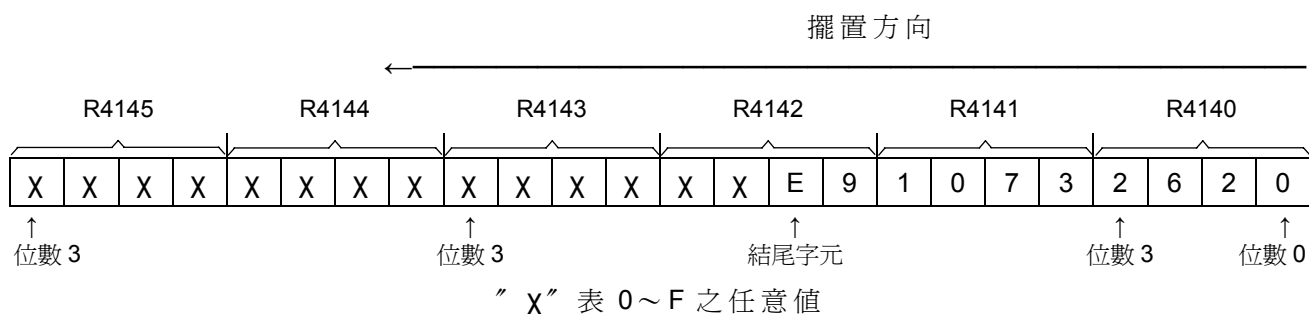 擺置方向
←
R4145 R4144 R4143 R4142 R4141 R4140
X X X X X X X X X X X X X X E 9 1 0 7 3 2 6 2 0
↑ ↑ ↑ ↑ ↑
位數 3 位數 3 結尾字元 位數 3 位數 0
〞X〞表 0～F 之任意值